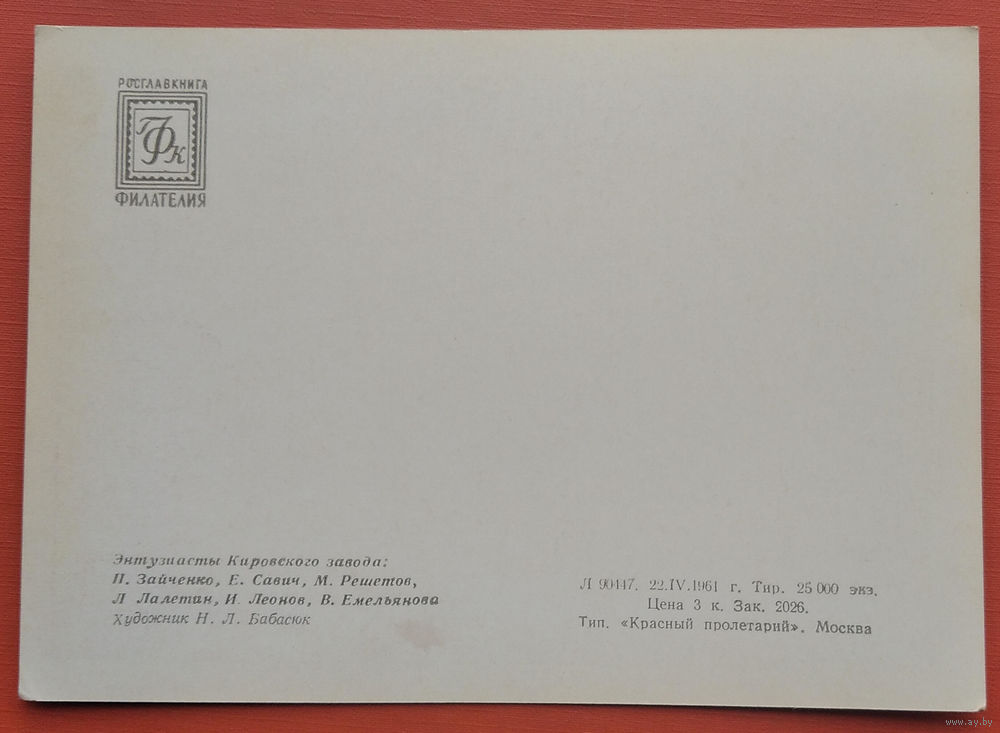 РОСГЛАВКНИГА
ФК
ФИЛАТЕЛИЯ
Энтузиасты Кировского завода:
П. Зайченко, Е. Савич, М. Решетов,
Л Лалетин, И. Леонов, В. Емельянова
Художник Н. Л. Бабасюк
Л 90447. 22.IV.1961 г. Тир. 25 000 экз.
Цена 3 к. Зак. 2026.
Тип. «Красный пролетарий». Москва
www.ay.by